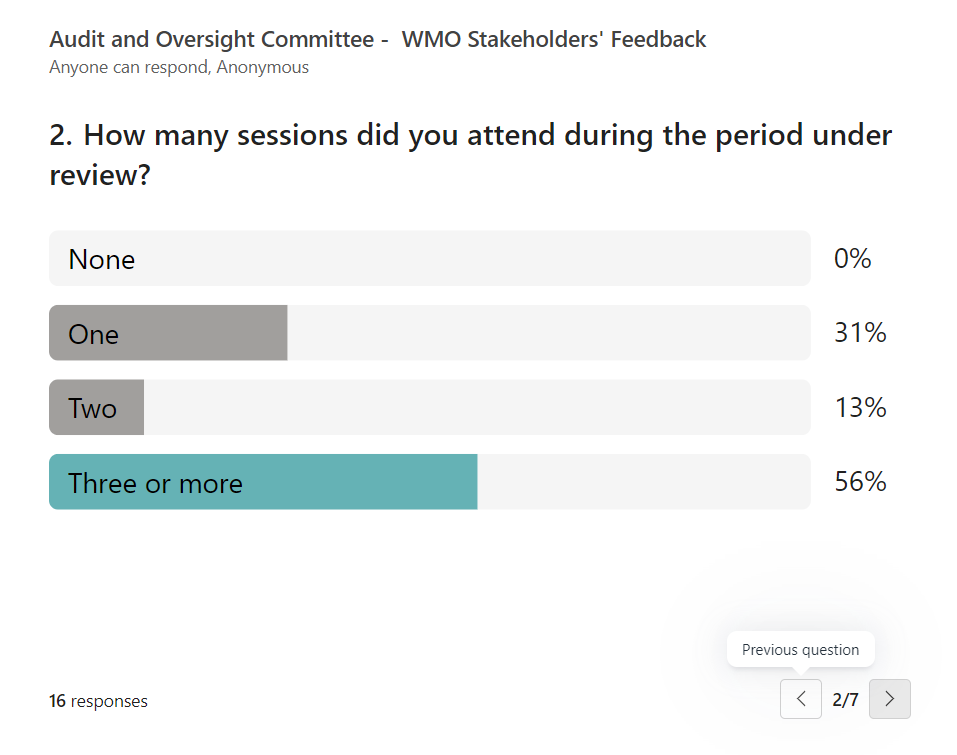 Audit and Oversight Committee -  WMO Stakeholders' Feedback
Anyone can respond, Anonymous
2. How many sessions did you attend during the period under
review?
None 0%
One 31%
Two 13%
Three or more 56%
Previous question
16 responses 2/7